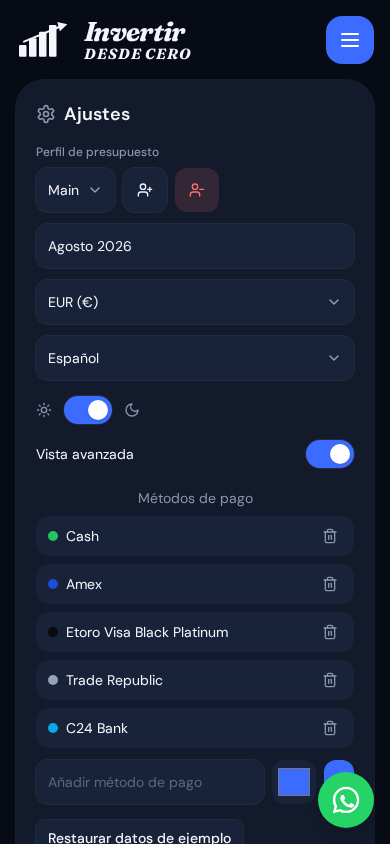 Invertir
DESDE CERO
Ajustes
Perfil de presupuesto
Main
Agosto 2026
EUR (€)
Español
Vista avanzada
Métodos de pago
Cash
Amex
Etoro Visa Black Platinum
Trade Republic
C24 Bank
Añadir método de pago
Restaurar datos de ejemplo